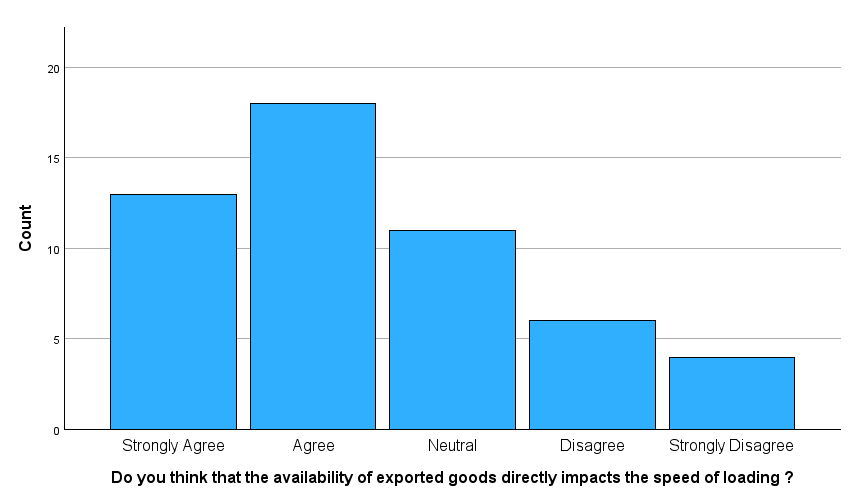 20
15
10
5
0
Count
Strongly Agree
Agree
Neutral
Disagree
Strongly Disagree
Do you think that the availability of exported goods directly impacts the speed of loading ?